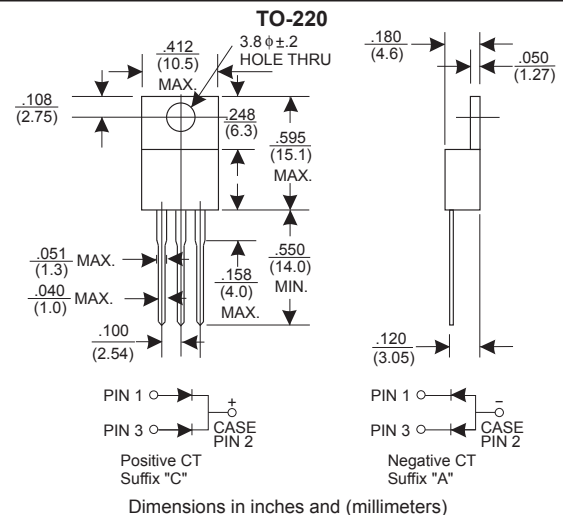 TO-220
.412
(10.5)
MAX.
3.8 ϕ±.2
HOLE THRU
.108
(2.75)
.248
(6.3)
.595
(15.1)
MAX.
.051
(1.3)
MAX.
.040
(1.0)
MAX.
.158
(4.0)
MAX.
.550
(14.0)
MIN.
.100
(2.54)
.180
(4.6)
.050
(1.27)
.120
(3.05)
PIN 1
PIN 3
+
CASE
PIN 2
Positive CT
Suffix "C"
PIN 1
PIN 3
−
CASE
PIN 2
Negative CT
Suffix "A"
Dimensions in inches and (millimeters)